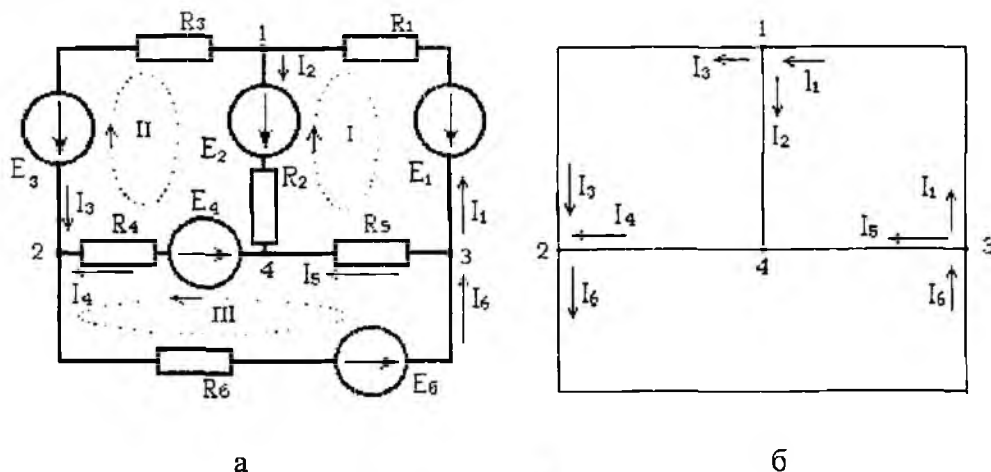 R3 1 R1
I2
II I
E3 E2 E1
R2
I3 I1
R4 E4 R5
2 4 3
I4 I5
III I6
R6 E6
а
1
I3 I1
I2
I3 I1
I4 I5
2 4 3
I6 I6
б